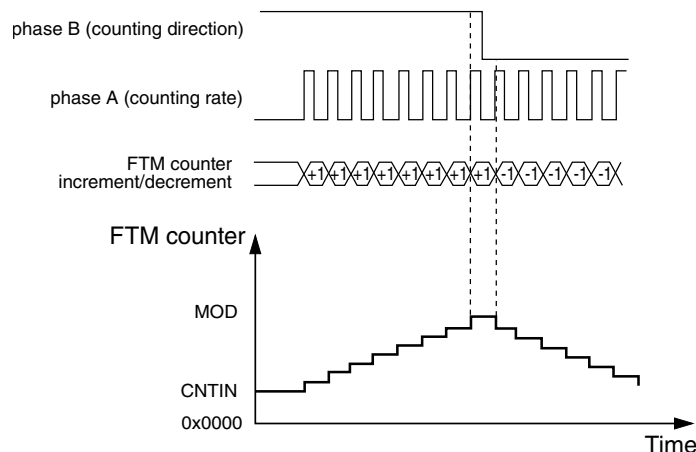 phase B (counting direction)
phase A (counting rate)
FTM counter
increment/decrement
+1 +1 +1 +1 +1 +1 +1 +1 -1 -1 -1 -1 -1
FTM counter
MOD
CNTIN
0x0000
Time